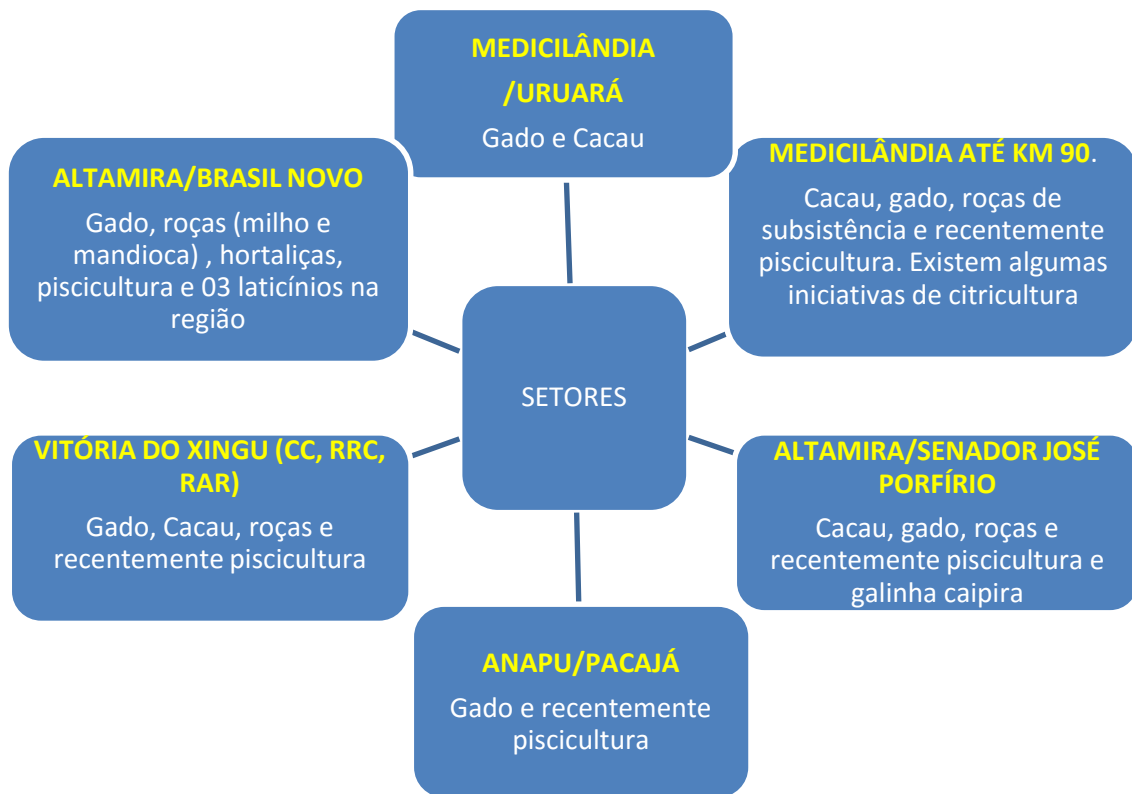 MEDICILÂNDIA
/URUARÁ
Gado e Cacau
MEDICILÂNDIA ATÉ KM 90.
Cacau, gado, roças de
subsistência e recentemente
piscicultura. Existem algumas
iniciativas de citricultura
ALTAMIRA/SENADOR JOSÉ
PORFÍRIO
Cacau, gado, roças e
recentemente piscicultura e
galinha caipira
ANAPU/PACAJÁ
Gado e recentemente
piscicultura
VITÓRIA DO XINGU (CC, RRC,
RAR)
Gado, Cacau, roças e
recentemente piscicultura
ALTAMIRA/BRASIL NOVO
Gado, roças (milho e
mandioca) , hortaliças,
piscicultura e 03 laticínios na
região
SETORES